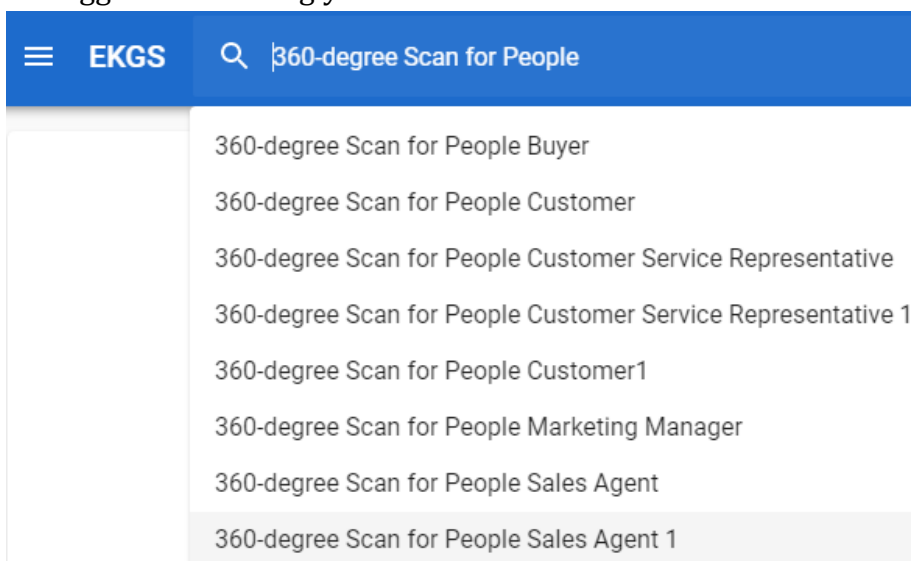 EKGS 360-degree Scan for People
360-degree Scan for People Buyer
360-degree Scan for People Customer
360-degree Scan for People Customer Service Representative
360-degree Scan for People Customer Service Representative 1
360-degree Scan for People Customer1
360-degree Scan for People Marketing Manager
360-degree Scan for People Sales Agent
360-degree Scan for People Sales Agent 1